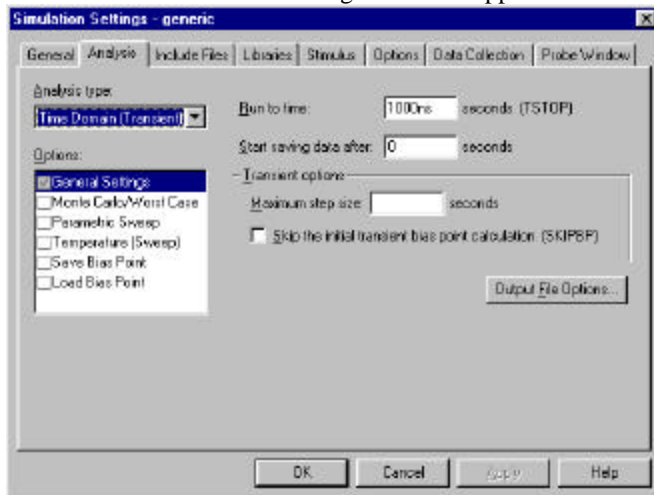 Simulation Settings - generic
General Analysis Include Files Libraries Stimulus Options Data Collection Probe Window
Analysis type:
Time Domain (Transient)
Options:
General Settings
Monte Carlo/Worst Case
Parametric Sweep
Temperature (Sweep)
Save Bias Point
Load Bias Point
Run to time: 1000ns seconds (TSTOP)
Start saving data after: 0 seconds
Transient options
Maximum step size: seconds
Skip the initial transient bias point calculation (SKIPBP)
Output File Options...
OK Cancel Apply Help